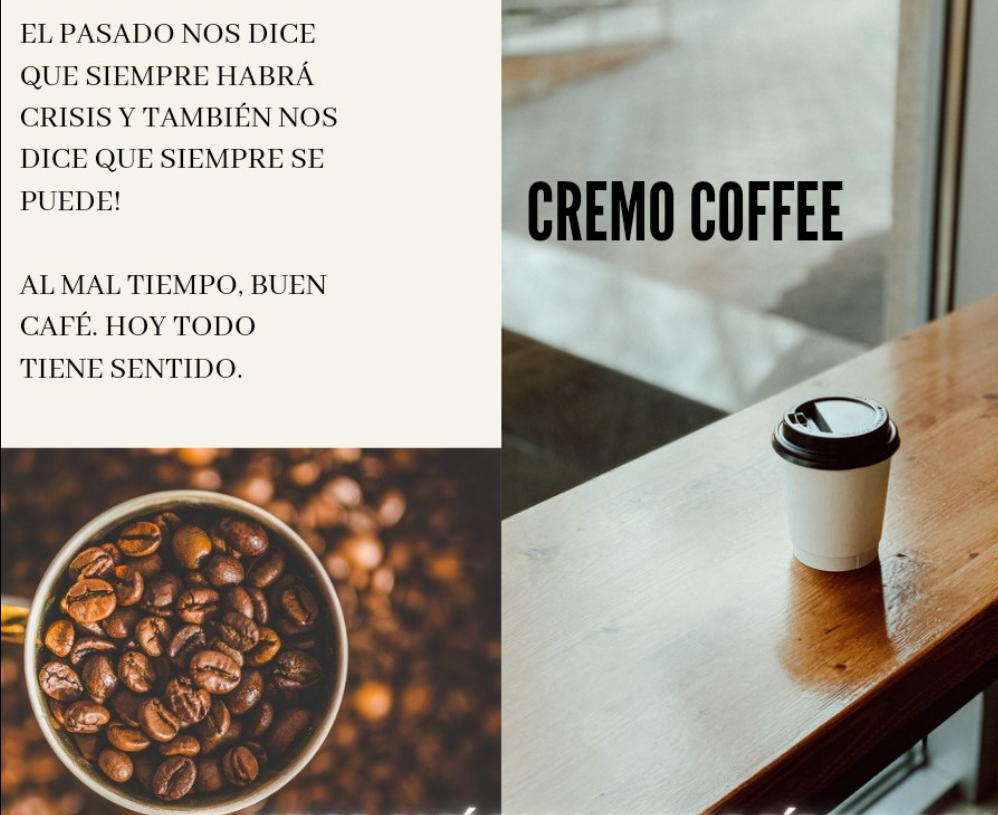 EL PASADO NOS DICE
QUE SIEMPRE HABRÁ
CRISIS Y TAMBIÉN NOS
DICE QUE SIEMPRE SE
PUEDE!
AL MAL TIEMPO, BUEN
CAFÉ. HOY TODO
TIENE SENTIDO.
CREMO COFFEE